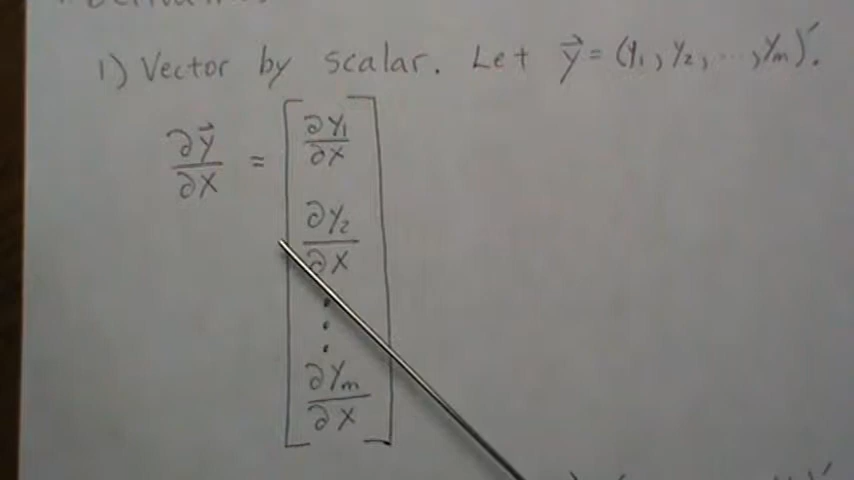 1) Vector by scalar. Let y⃗ = (y₁, y₂, ..., yₘ)′.
∂y⃗/∂x = [ ∂y₁/∂x
∂y₂/∂x
⋮
∂yₘ/∂x ]